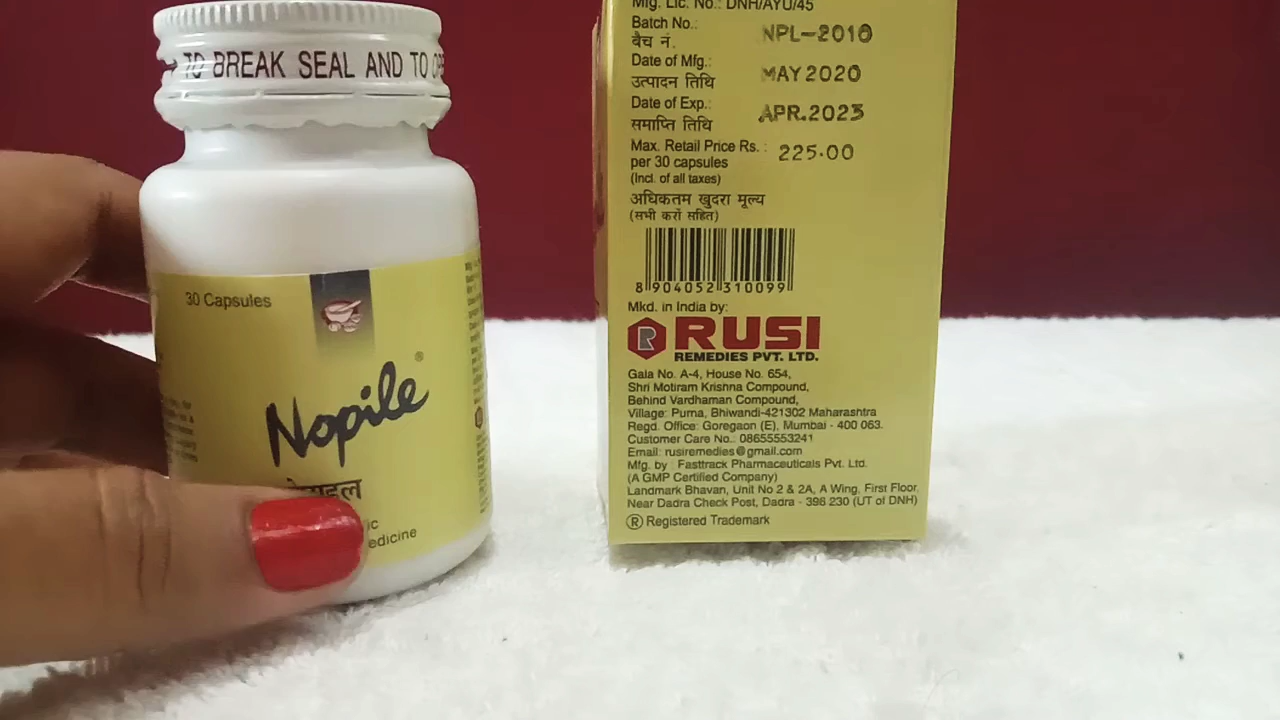 TO BREAK SEAL AND TO
30 Capsules
Nopile ®
edicine
Mfg. Lic. No.: DNH/AYU/45
Batch No.: NPL-2010
बैच नं.
Date of Mfg.: MAY 2020
उत्पादन तिथि
Date of Exp.: APR.2023
समाप्ति तिथि
Max. Retail Price Rs. : 225.00
per 30 capsules
(Incl. of all taxes)
अधिकतम खुदरा मूल्य
(सभी करों सहित)
8 904052 310099
Mkd. in India by:
R RUSI
REMEDIES PVT. LTD.
Gala No. A-4, House No. 654,
Shri Motiram Krishna Compound,
Behind Vardhaman Compound,
Village: Purna, Bhiwandi-421302 Maharashtra
Regd. Office: Goregaon (E), Mumbai - 400 063.
Customer Care No.: 08655553241
Email: rusiremedies@gmail.com
Mfg. by : Fasttrack Pharmaceuticals Pvt. Ltd.
(A GMP Certified Company)
Landmark Bhavan, Unit No 2 & 2A, A Wing, First Floor,
Near Dadra Check Post, Dadra - 396 230 (UT of DNH)
® Registered Trademark